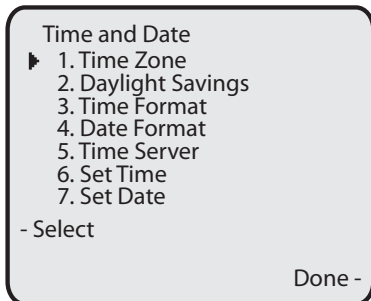 Time and Date
1. Time Zone
2. Daylight Savings
3. Time Format
4. Date Format
5. Time Server
6. Set Time
7. Set Date
- Select
Done -